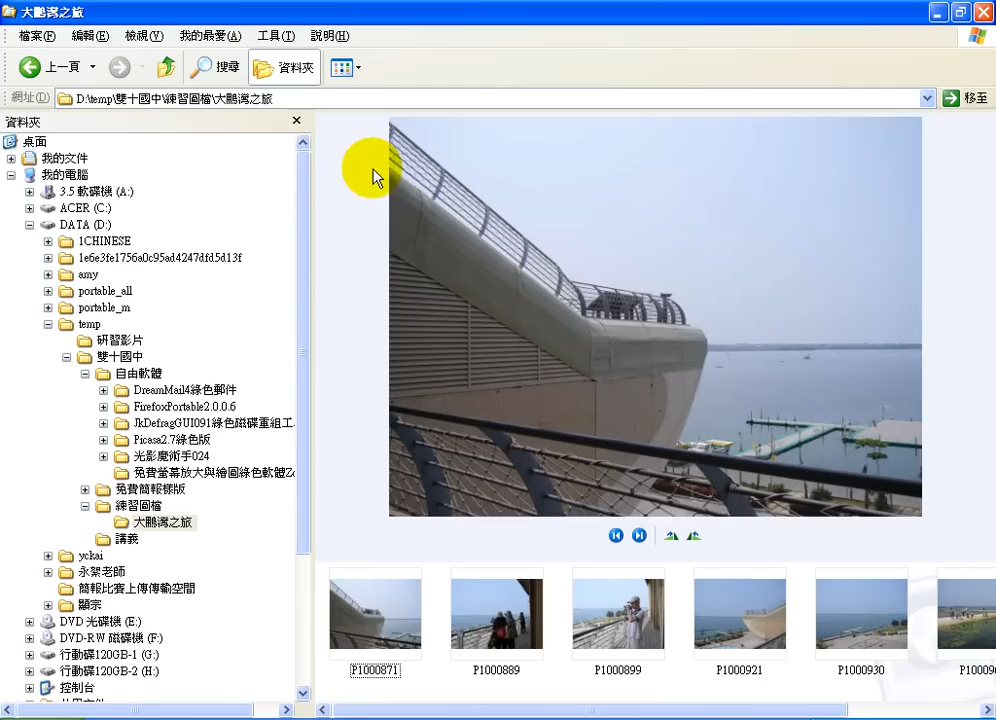 大鵬灣之旅
檔案(F) 編輯(E) 檢視(V) 我的最愛(A) 工具(T) 說明(H)
上一頁 搜尋 資料夾
網址(D) D:\temp\雙十國中\練習圖檔\大鵬灣之旅 移至
資料夾
桌面
我的文件
我的電腦
3.5 軟碟機 (A:)
ACER (C:)
DATA (D:)
1CHINESE
1e6e3fe1756a0c95ad4247dfd5d13f
amy
portable_all
portable_m
temp
研習影片
雙十國中
自由軟體
DreamMail4綠色郵件
FirefoxPortable2.0.0.6
JkDefragGUI091綠色磁碟重組工
Picasa2.7綠色版
光影魔術手024
免費螢幕放大與繪圖綠色軟體Zo
免費簡報樣版
練習圖檔
大鵬灣之旅
講義
yckai
永絜老師
簡報比賽上傳傳輸空間
顯宗
DVD 光碟機 (E:)
DVD-RW 磁碟機 (F:)
行動碟120GB-1 (G:)
行動碟120GB-2 (H:)
控制台
P1000871 P1000889 P1000899 P1000921 P1000930 P10009